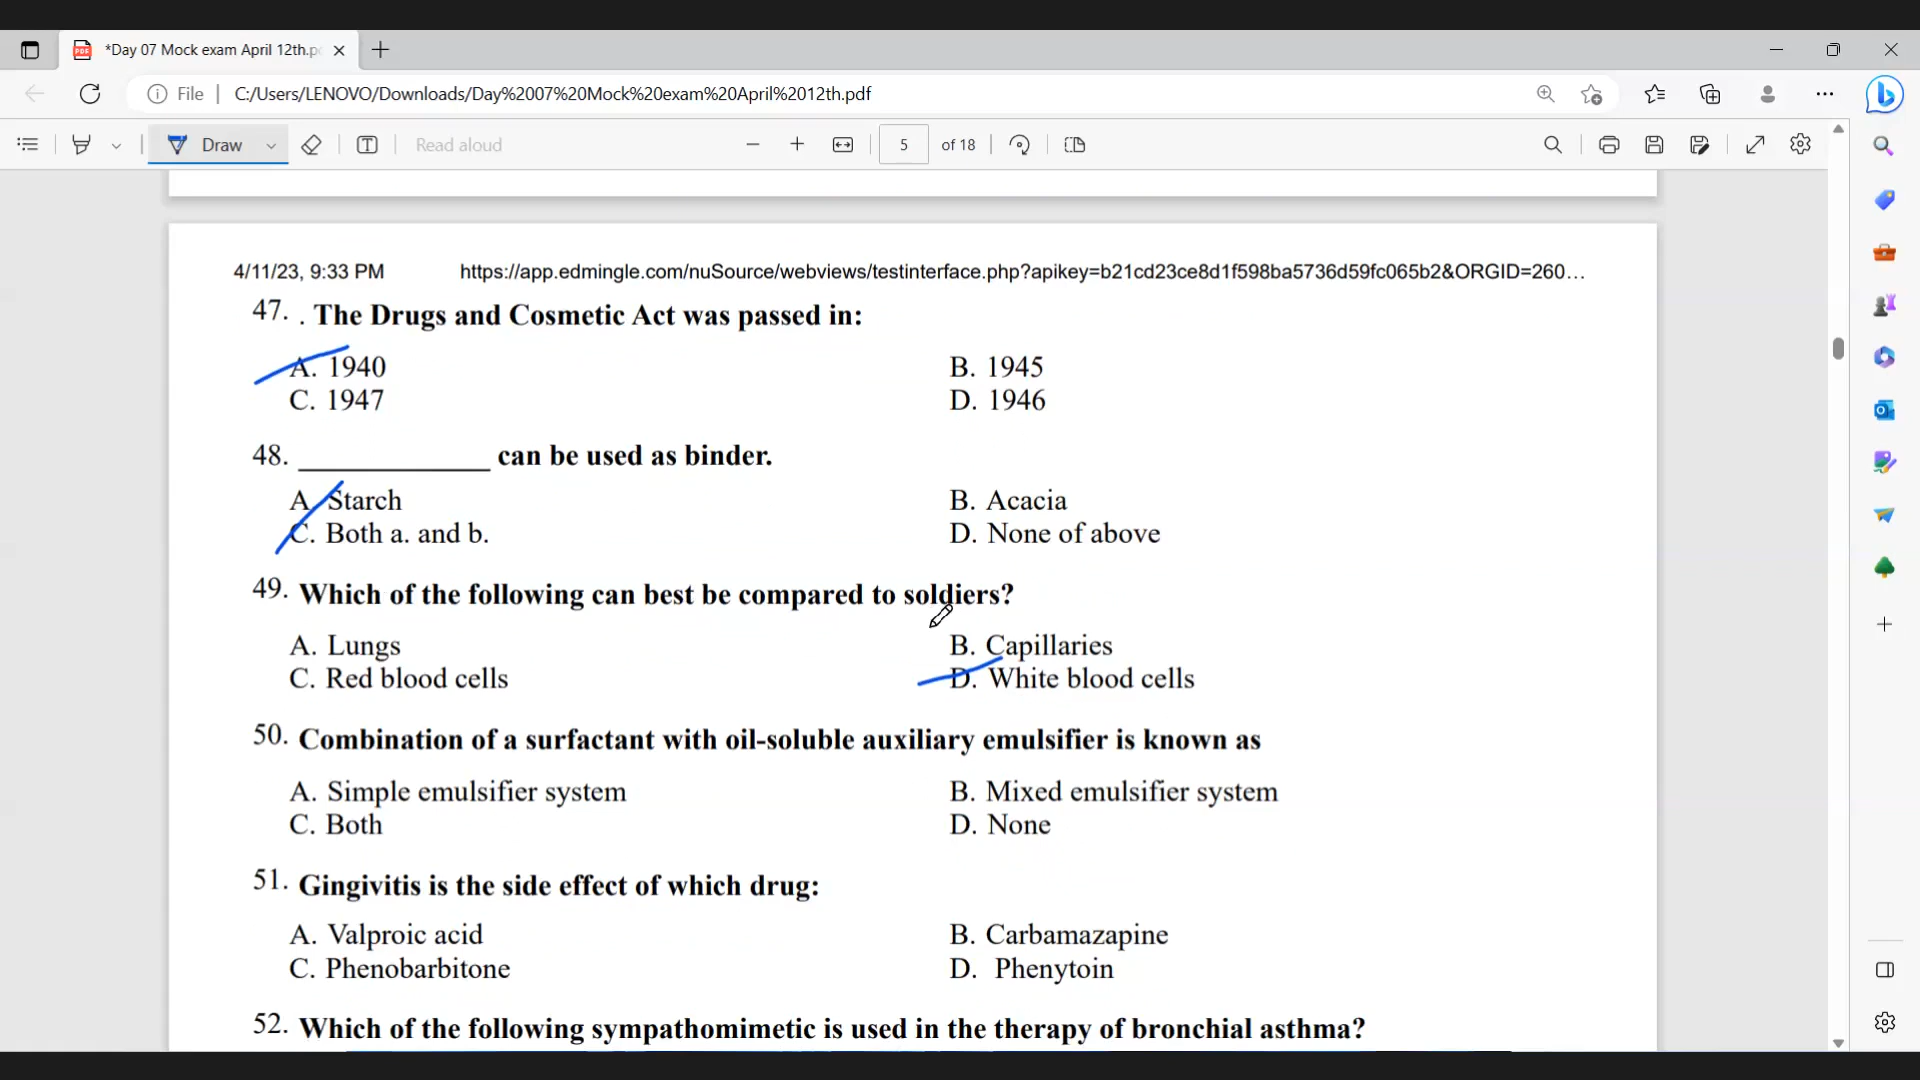 *Day 07 Mock exam April 12th.p
File
C:/Users/LENOVO/Downloads/Day%2007%20Mock%20exam%20April%2012th.pdf
Draw
Read aloud
5 of 18
4/11/23, 9:33 PM https://app.edmingle.com/nuSource/webviews/testinterface.php?apikey=b21cd23ce8d1f598ba5736d59fc065b2&ORGID=260…
47. . The Drugs and Cosmetic Act was passed in:
A. 1940 B. 1945
C. 1947 D. 1946
48. ______________ can be used as binder.
A. Starch B. Acacia
C. Both a. and b. D. None of above
49. Which of the following can best be compared to soldiers?
A. Lungs B. Capillaries
C. Red blood cells D. White blood cells
50. Combination of a surfactant with oil-soluble auxiliary emulsifier is known as
A. Simple emulsifier system B. Mixed emulsifier system
C. Both D. None
51. Gingivitis is the side effect of which drug:
A. Valproic acid B. Carbamazapine
C. Phenobarbitone D. Phenytoin
52. Which of the following sympathomimetic is used in the therapy of bronchial asthma?